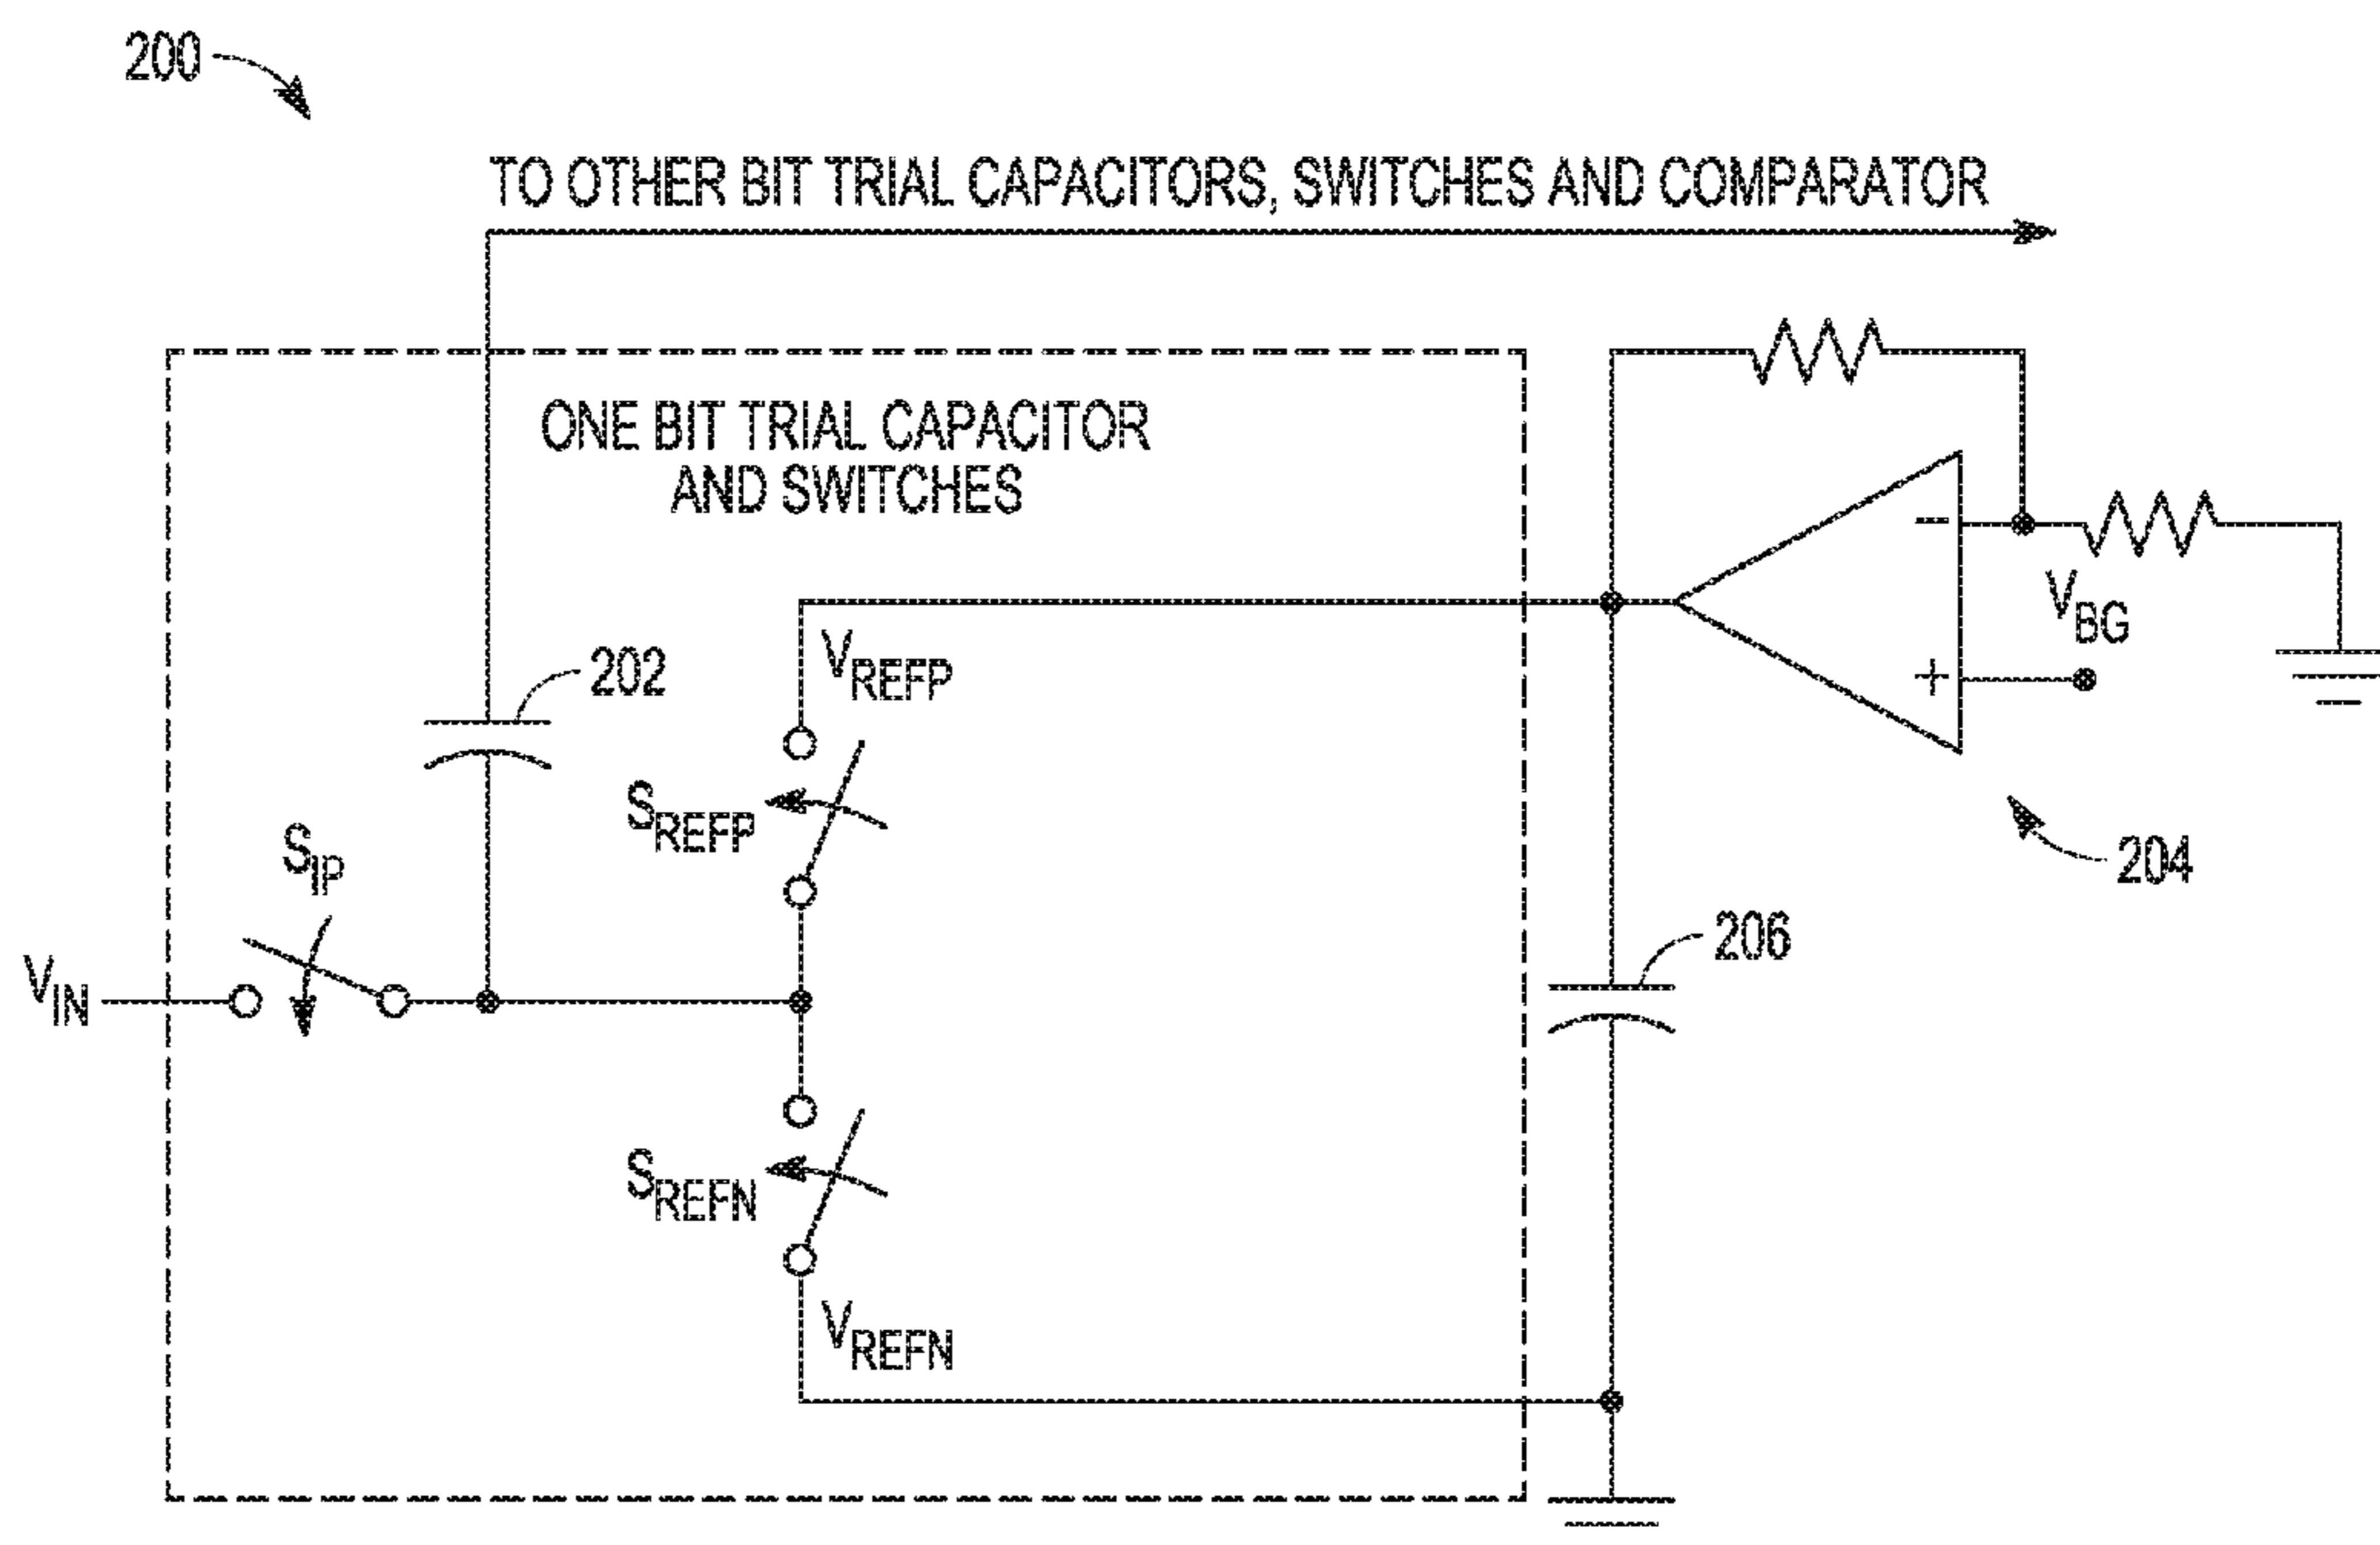 200
TO OTHER BIT TRIAL CAPACITORS, SWITCHES AND COMPARATOR
ONE BIT TRIAL CAPACITOR
AND SWITCHES
−
VBG
+
VREFP
202
SREFP
204
SIP
206
VIN
SREFN
VREFN